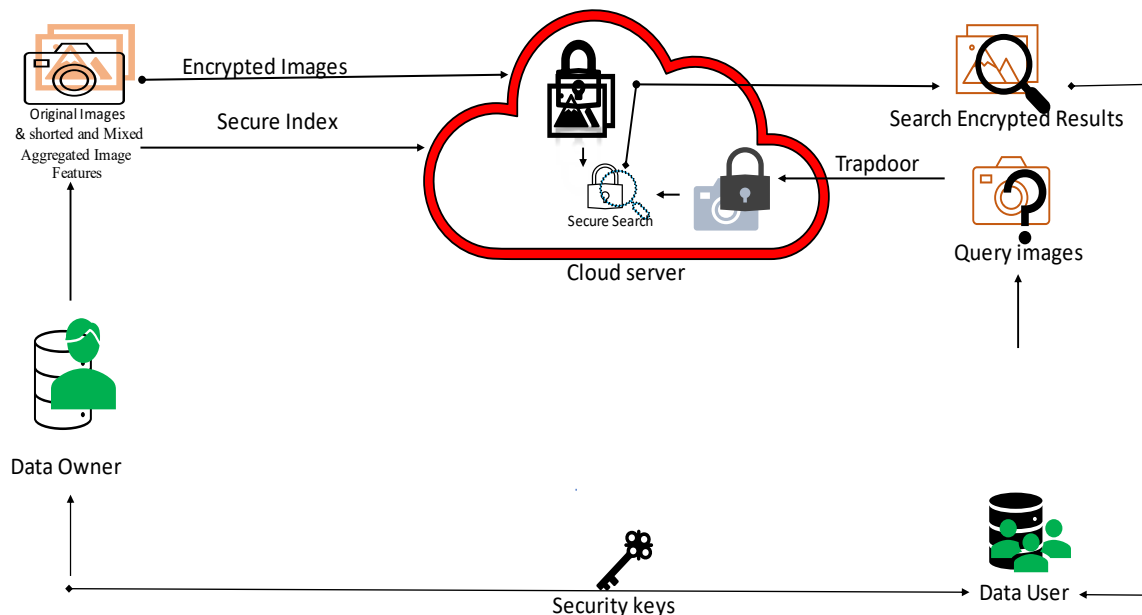 Encrypted Images
Original Images
& shorted and Mixed
Aggregated Image
Features
Secure Index
Search Encrypted Results
Trapdoor
Secure Search
Query images
Cloud server
Data Owner
Security keys
Data User